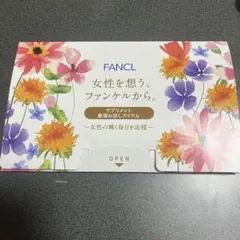 FANCL
女性を想う、
ファンケルから。
サプリメント
厳選お試しアイテム
～女性の輝く毎日を応援～
OPEN